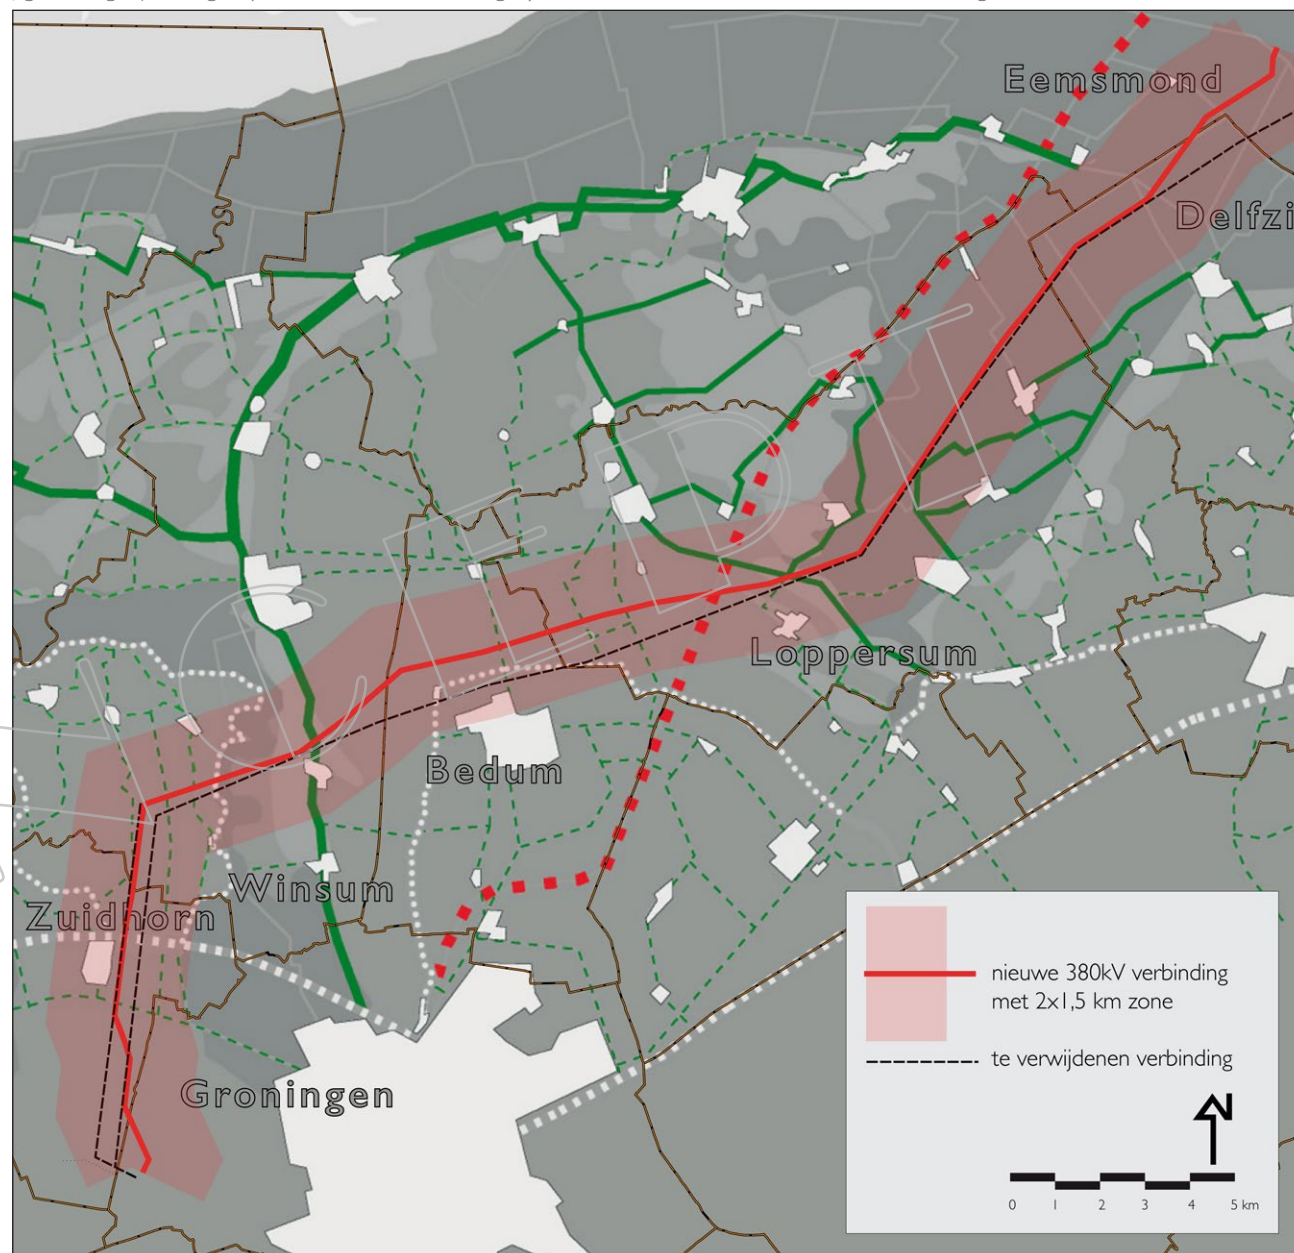 Eemsmond
Delfzi
Loppersum
Bedum
Winsum
Zuidhorn
Groningen
nieuwe 380kV verbinding
met 2x1,5 km zone
te verwijdenen verbinding
N
0 1 2 3 4 5 km
CONCEPT